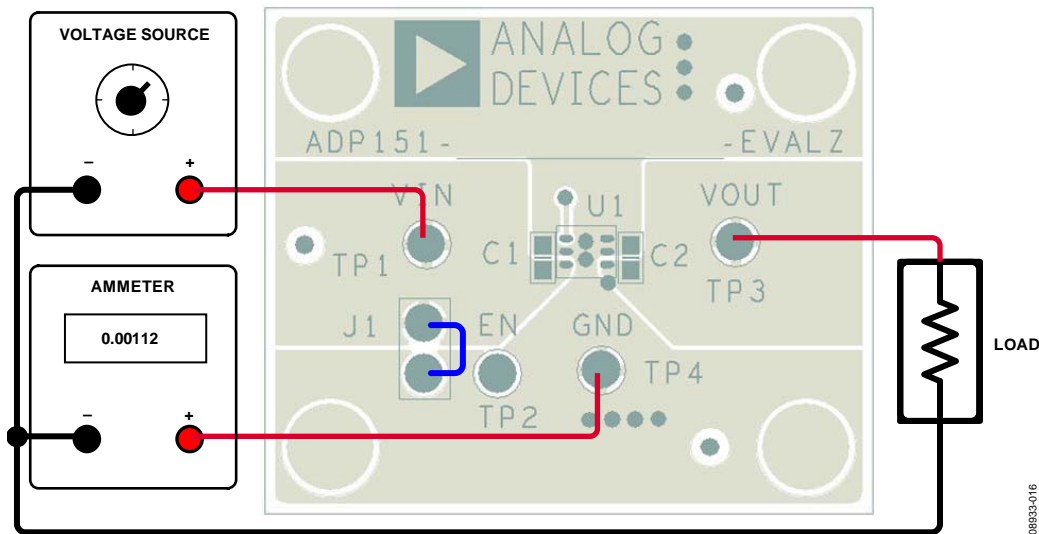 VOLTAGE SOURCE
– +
AMMETER
0.00112
– +
ANALOG
DEVICES
ADP151-
-EVALZ
VIN
U1
VOUT
TP1
C1
C2
TP3
J1
EN
GND
TP2
TP4
LOAD
08933-016